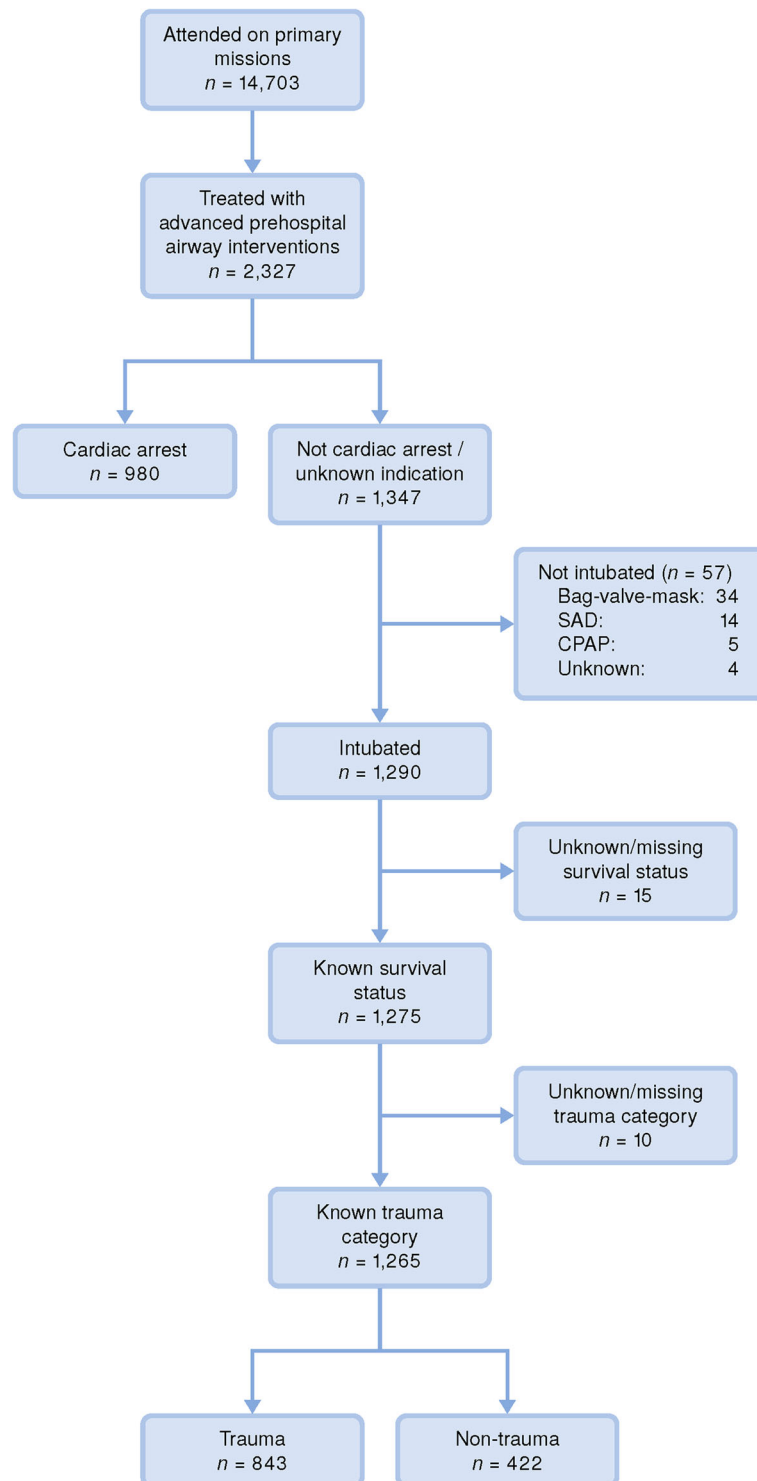 Attended on primary
missions
n = 14,703
Treated with
advanced prehospital
airway interventions
n = 2,327
Cardiac arrest
n = 980
Not cardiac arrest /
unknown indication
n = 1,347
Not intubated (n = 57)
Bag-valve-mask: 34
SAD: 14
CPAP: 5
Unknown: 4
Intubated
n = 1,290
Unknown/missing
survival status
n = 15
Known survival
status
n = 1,275
Unknown/missing
trauma category
n = 10
Known trauma
category
n = 1,265
Trauma
n = 843
Non-trauma
n = 422